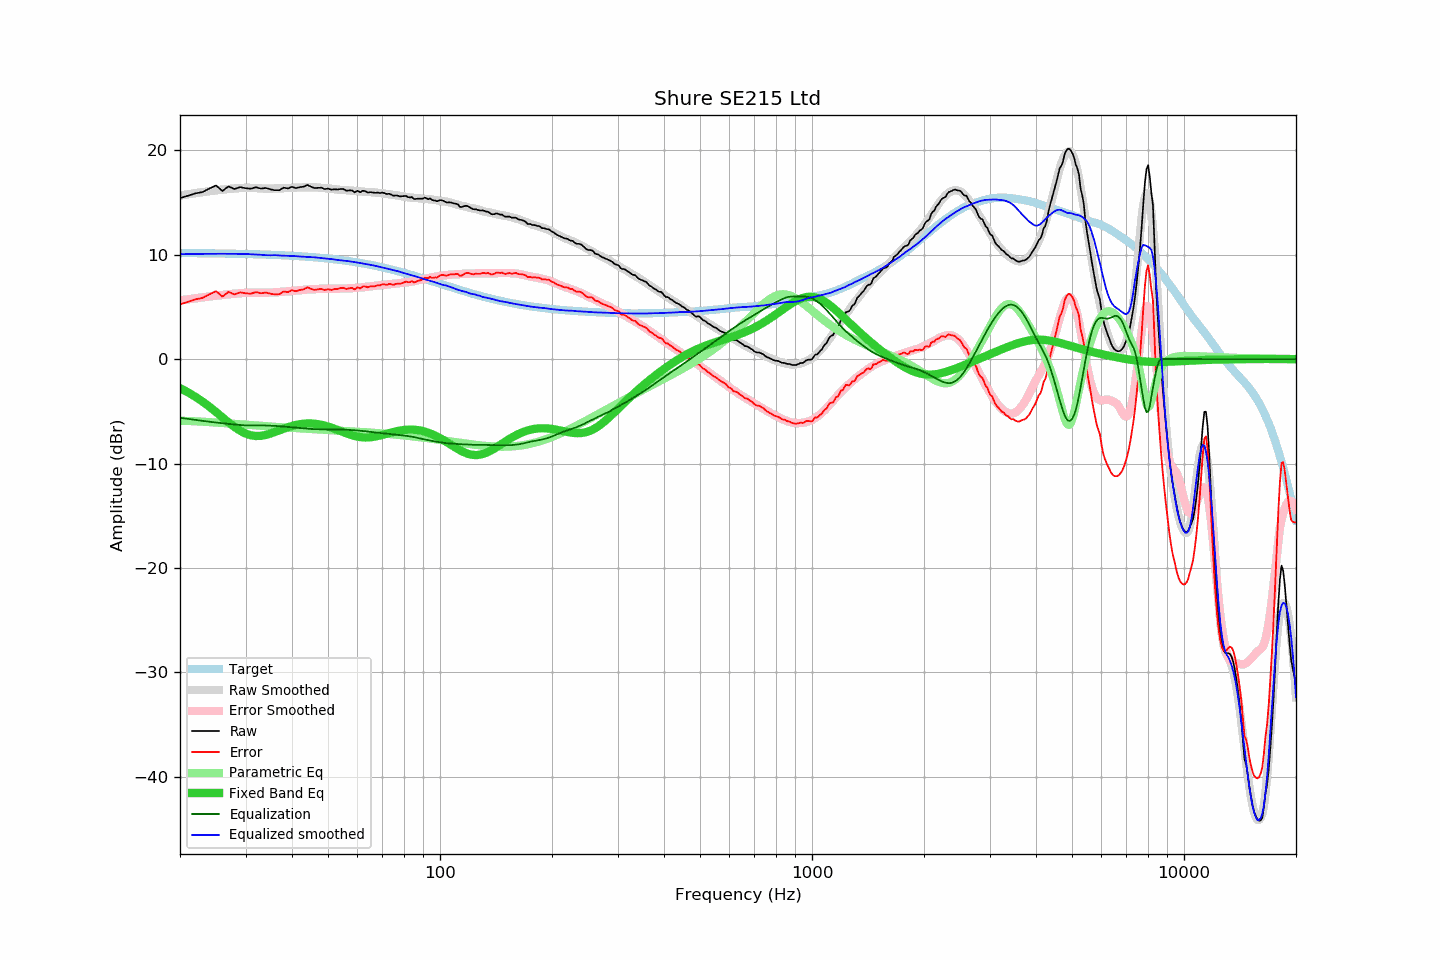 Shure SE215 Ltd
Amplitude (dBr)
20
10
0
−10
−20
−30
−40
Target
Raw Smoothed
Error Smoothed
Raw
Error
Parametric Eq
Fixed Band Eq
Equalization
Equalized smoothed
100 1000 10000
Frequency (Hz)